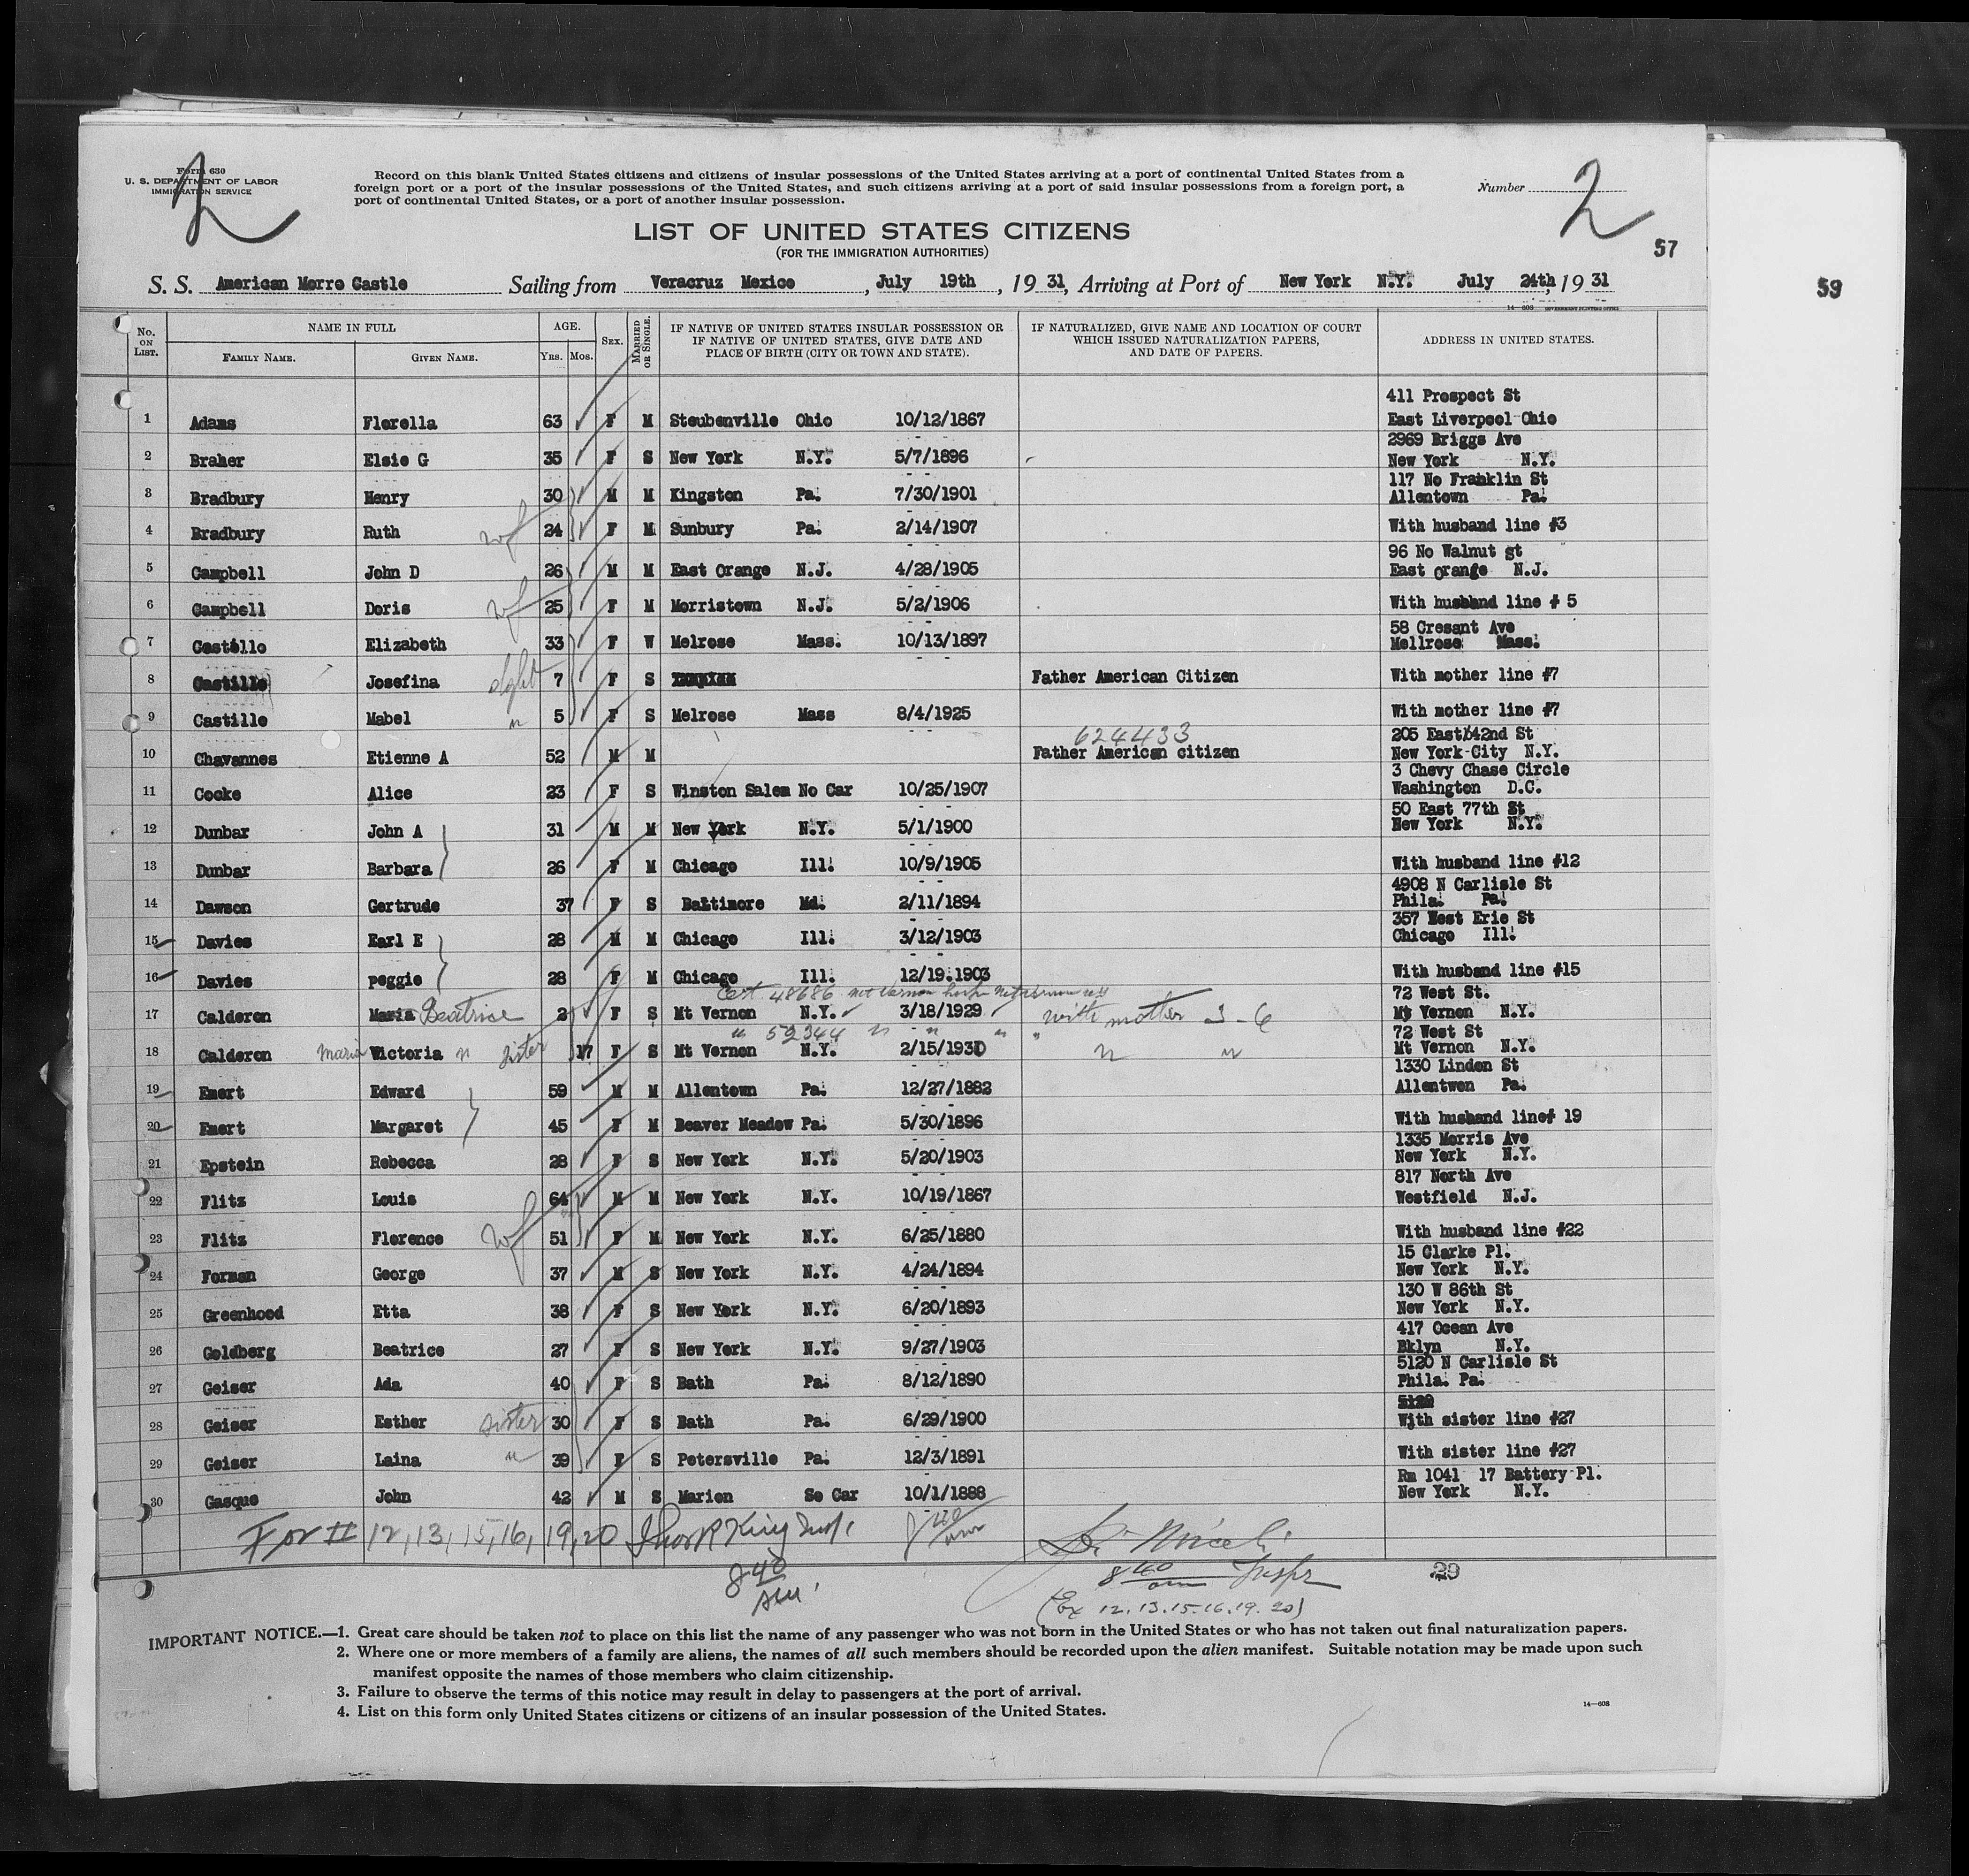 Form 630
U. S. DEPARTMENT OF LABOR
IMMIGRATION SERVICE
2
Record on this blank United States citizens and citizens of insular possessions of the United States arriving at a port of continental United States from a
foreign port or a port of the insular possessions of the United States, and such citizens arriving at a port of said insular possessions from a foreign port, a
port of continental United States, or a port of another insular possession.
Number 2
LIST OF UNITED STATES CITIZENS
(FOR THE IMMIGRATION AUTHORITIES)
57
59
S. S. American Morro Castle Sailing from Veracruz Mexico, July 19th, 1931, Arriving at Port of New York N.Y. July 24th, 1931
No. ON LIST. NAME IN FULL FAMILY NAME. GIVEN NAME. AGE. YRS. MOS. SEX. MARRIED OR SINGLE. IF NATIVE OF UNITED STATES INSULAR POSSESSION OR IF NATIVE OF UNITED STATES, GIVE DATE AND PLACE OF BIRTH (CITY OR TOWN AND STATE). IF NATURALIZED, GIVE NAME AND LOCATION OF COURT WHICH ISSUED NATURALIZATION PAPERS, AND DATE OF PAPERS. ADDRESS IN UNITED STATES.
411 Prospect St
1 Adams Florella 63 F M Steubenville Ohio 10/12/1867 East Liverpool Ohio
2969 Briggs Ave
2 Braher Elsie G 35 F S New York N.Y. 5/7/1896 New York N.Y.
117 No Franklin St
3 Bradbury Henry 30 M M Kingston Pa. 7/30/1901 Allentown Pa.
4 Bradbury Ruth wf 24 F M Sunbury Pa. 2/14/1907 With husband line #3
96 No Walnut st
5 Campbell John D 26 M M East Orange N.J. 4/28/1905 East orange N.J.
6 Campbell Doris wf 25 F M Morristown N.J. 5/2/1906 With husband line # 5
58 Cresant Ave
7 Costello Elizabeth 33 F W Melrose Mass. 10/13/1897 Mellrose Mass.
8 Castillo Josefina dght 7 F S Father American Citizen With mother line #7
9 Castille Mabel " 5 F S Melrose Mass 8/4/1925 With mother line #7
624433 205 East 42nd St
10 Chavannes Etienne A 52 M M Father American citizen New York City N.Y.
3 Chevy Chase Circle
11 Cocke Alice 23 F S Winston Salem No Car 10/25/1907 Washington D.C.
50 East 77th St
12 Dunbar John A 31 M M New York N.Y. 5/1/1900 New York N.Y.
13 Dunbar Barbara 26 F M Chicago Ill. 10/9/1905 With husband line #12
4908 N Carlisle St
14 Dawson Gertrude 37 F S Baltimore Md. 2/11/1894 Phila. Pa.
357 West Erie St
15 Davies Earl E 28 M M Chicago Ill. 3/12/1903 Chicago Ill.
16 Davies peggie 28 F M Chicago Ill. 12/19.1903 With husband line #15
Cert. 48686 72 West St.
17 Calderon Maria Beatrice 2 F S Mt Vernon N.Y. 3/18/1929 with mother 3-6 Mt Vernon N.Y.
" 52344 " " " " 72 West St
18 Calderon Maria Victoria " sister 17 F S Mt Vernon N.Y. 2/15/1930 " " Mt Vernon N.Y.
1330 Linden St
19 Emert Edward 59 M M Allentown Pa. 12/27/1882 Allentwon Pa.
20 Emert Margaret 45 F M Beaver Meadow Pa. 5/30/1896 With husband line# 19
1335 Morris Ave
21 Epstein Rebecca 28 F S New York N.Y. 5/20/1903 New York N.Y.
817 North Ave
22 Flitz Louis 64 M M New York N.Y. 10/19/1867 Westfield N.J.
23 Flitz Florence wf 51 F M New York N.Y. 6/25/1880 With husband line #22
15 Clarke Pl.
24 Forman George 37 M S New York N.Y. 4/24/1894 New York N.Y.
130 W 86th St
25 Greenhood Etta 38 F S New York N.Y. 6/20/1893 New York N.Y.
417 Ocean Ave
26 Goldberg Beatrice 27 F S New York N.Y. 9/27/1903 Bklyn N.Y.
5120 N Carlisle St
27 Geiser Ada 40 F S Bath Pa. 8/12/1890 Phila. Pa.
5120
28 Geiser Esther sister 30 F S Bath Pa. 6/29/1900 With sister line #27
29 Geiser Laina " 39 F S Petersville Pa. 12/3/1891 With sister line #27
Rm 1041 17 Battery Pl.
30 Gasque John 42 M S Marion So Car 10/1/1888 New York N.Y.
For # 12, 13, 15, 16, 19, 20 King Insp.
840 am
840 am Inspr
(Ex 12.13.15.16.19.20)
29
IMPORTANT NOTICE.—1. Great care should be taken not to place on this list the name of any passenger who was not born in the United States or who has not taken out final naturalization papers.
2. Where one or more members of a family are aliens, the names of all such members should be recorded upon the alien manifest. Suitable notation may be made upon such
manifest opposite the names of those members who claim citizenship.
3. Failure to observe the terms of this notice may result in delay to passengers at the port of arrival.
4. List on this form only United States citizens or citizens of an insular possession of the United States.
14—608